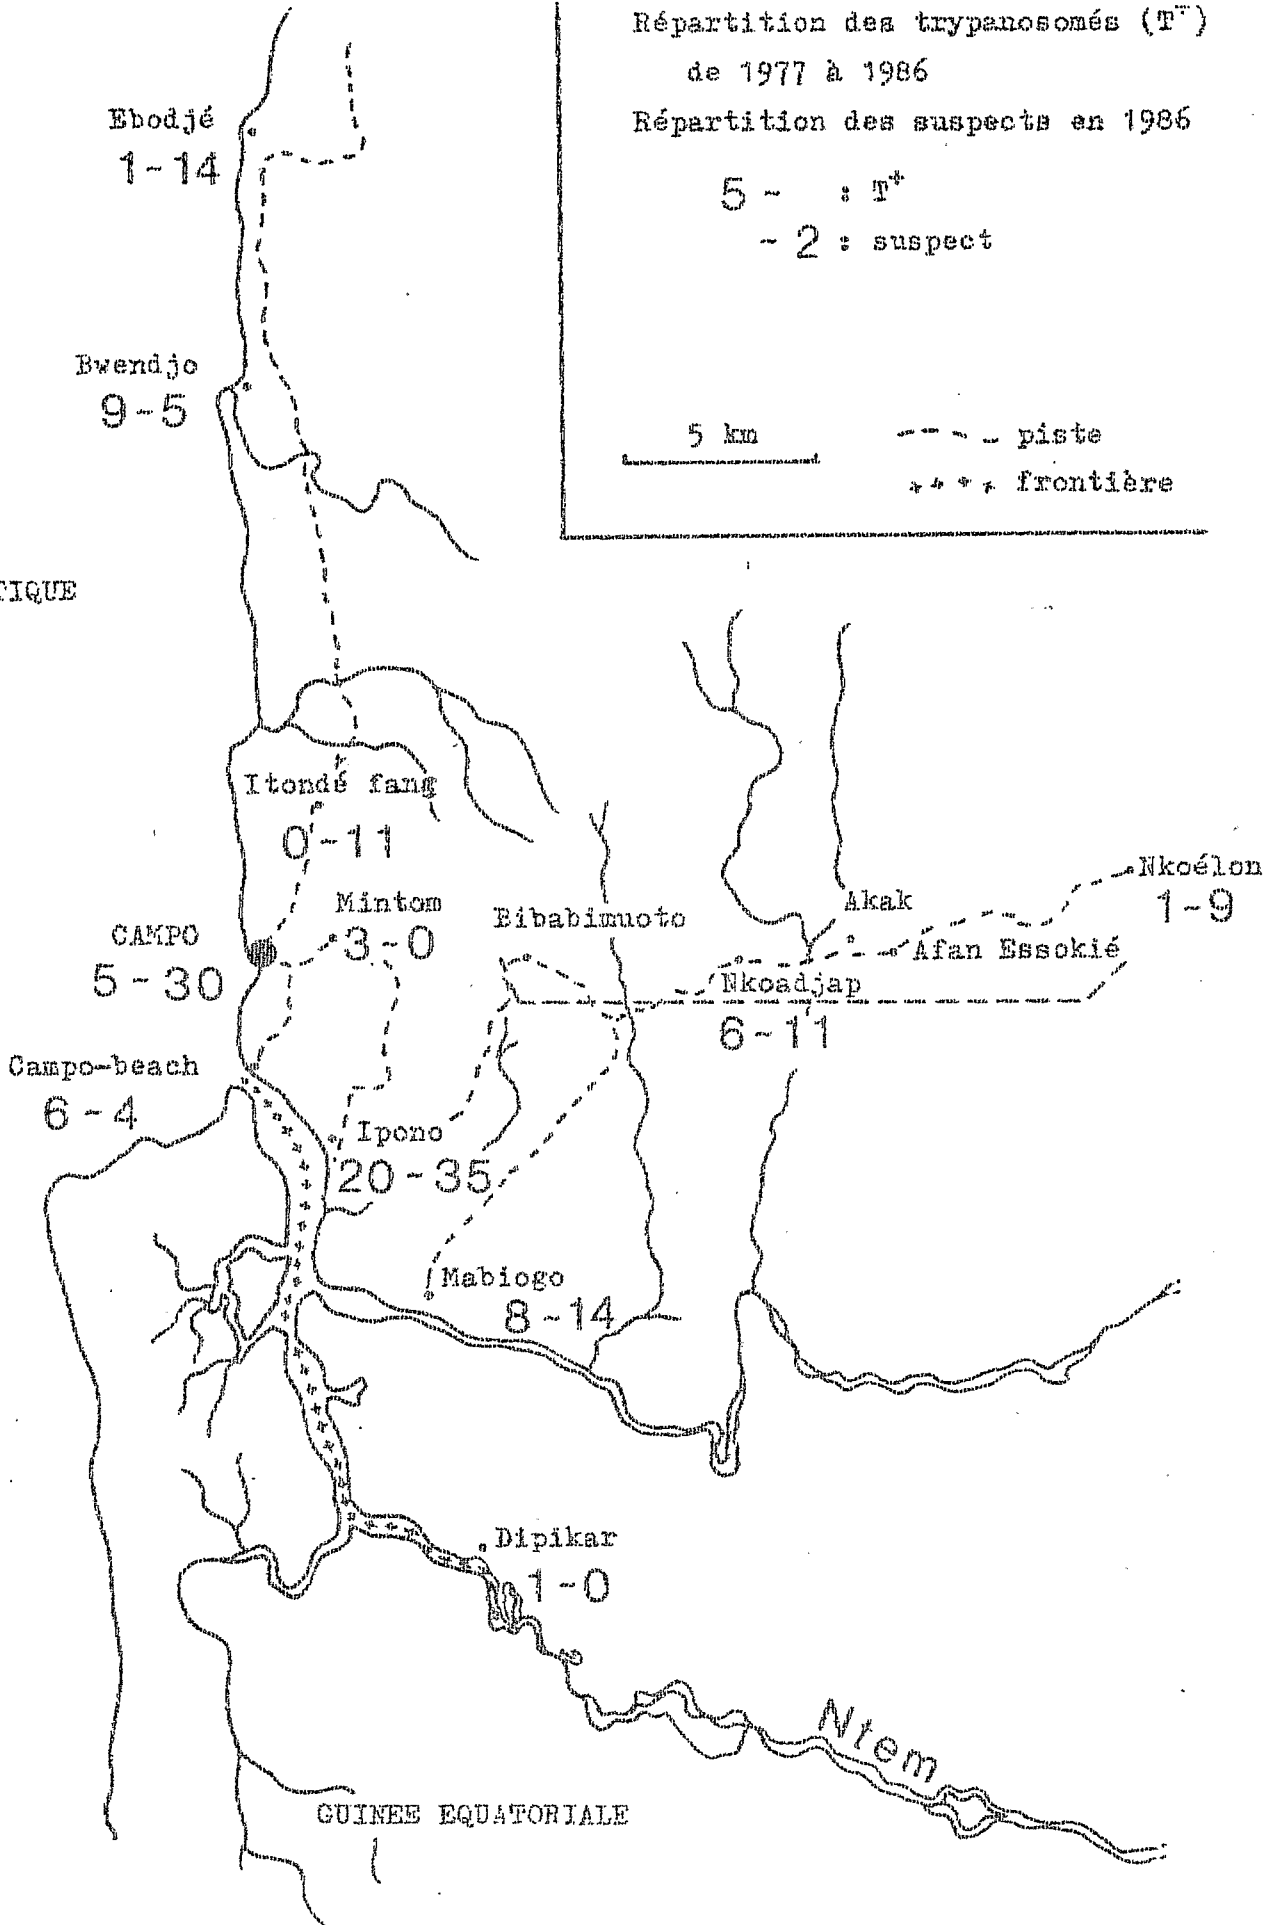 Répartition des trypanosomés (T⁻)
de 1977 à 1986
Répartition des suspects en 1986
5 - : T⁺
- 2 : suspect
5 km
--- piste
++++ frontière
Ebodjé
1-14
Bwendjo
9-5
TIQUE
Itondé fang
0-11
Mintom
3-0
CAMPO
5-30
Bibabimuoto
Akak
Nkoélon
1-9
Afan Essokié
Nkoadjap
6-11
Campo-beach
6-4
Ipono
20-35
Mabiogo
8-14
Dipikar
1-0
Ntem
GUINEE EQUATORIALE